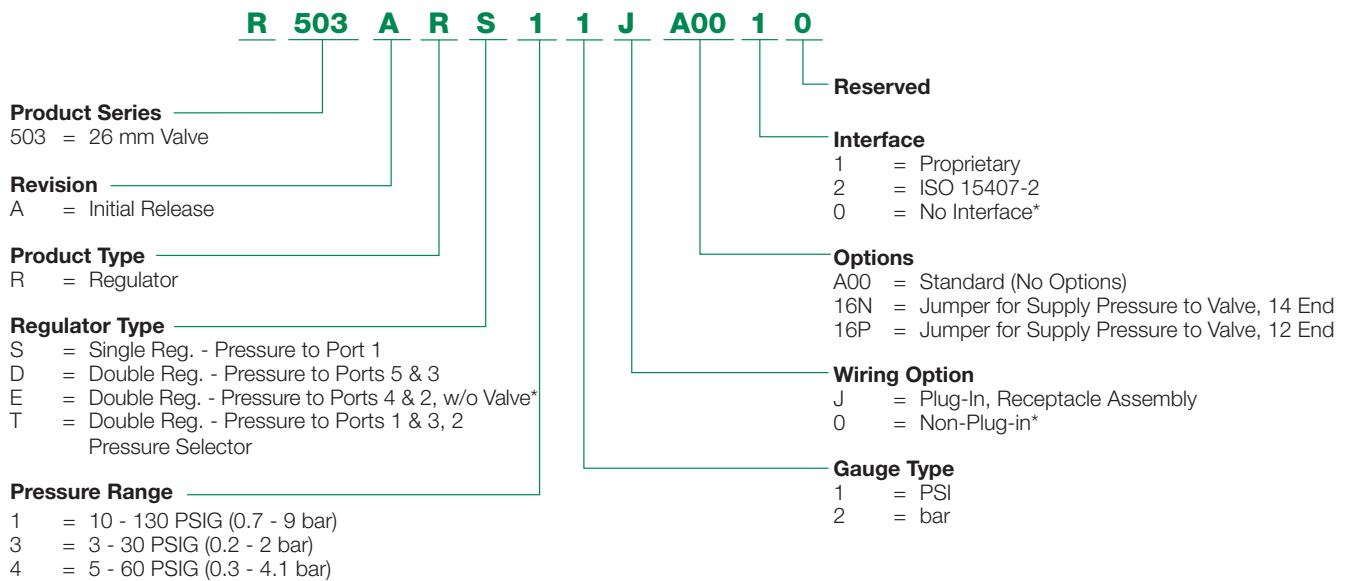 R 503 A R S 1 1 J A00 1 0
Product Series
503 = 26 mm Valve
Revision
A = Initial Release
Product Type
R = Regulator
Regulator Type
S = Single Reg. - Pressure to Port 1
D = Double Reg. - Pressure to Ports 5 & 3
E = Double Reg. - Pressure to Ports 4 & 2, w/o Valve*
T = Double Reg. - Pressure to Ports 1 & 3, 2
Pressure Selector
Pressure Range
1 = 10 - 130 PSIG (0.7 - 9 bar)
3 = 3 - 30 PSIG (0.2 - 2 bar)
4 = 5 - 60 PSIG (0.3 - 4.1 bar)
Reserved
Interface
1 = Proprietary
2 = ISO 15407-2
0 = No Interface*
Options
A00 = Standard (No Options)
16N = Jumper for Supply Pressure to Valve, 14 End
16P = Jumper for Supply Pressure to Valve, 12 End
Wiring Option
J = Plug-In, Receptacle Assembly
0 = Non-Plug-in*
Gauge Type
1 = PSI
2 = bar